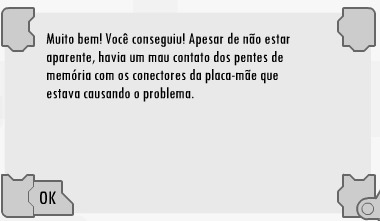 Muito bem! Você conseguiu! Apesar de não estar
aparente, havia um mau contato dos pentes de
memória com os conectores da placa-mãe que
estava causando o problema.
OK